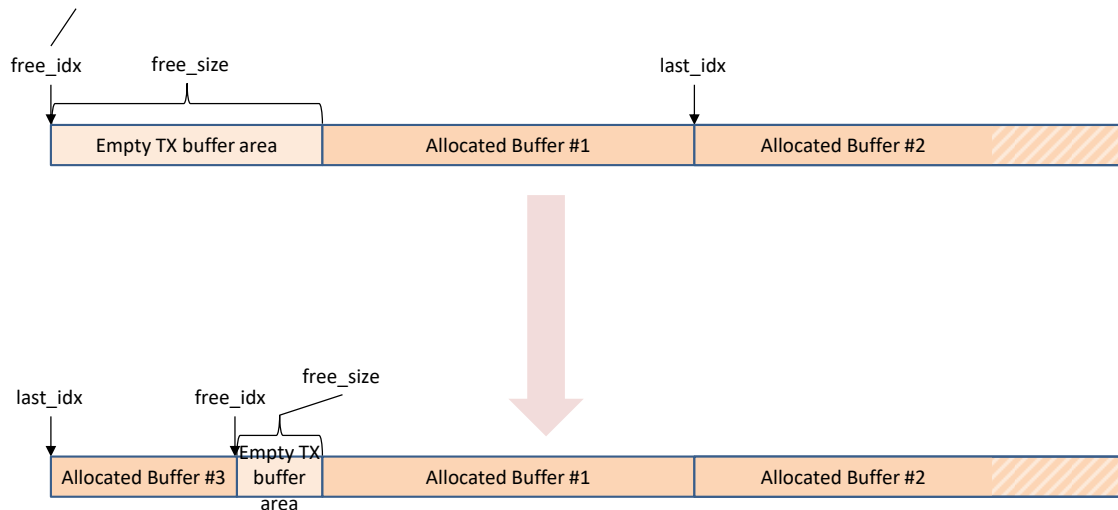 free_idx
free_size
last_idx
Empty TX buffer area
Allocated Buffer #1
Allocated Buffer #2
free_size
last_idx
free_idx
Allocated Buffer #3
Empty TX
buffer
area
Allocated Buffer #1
Allocated Buffer #2